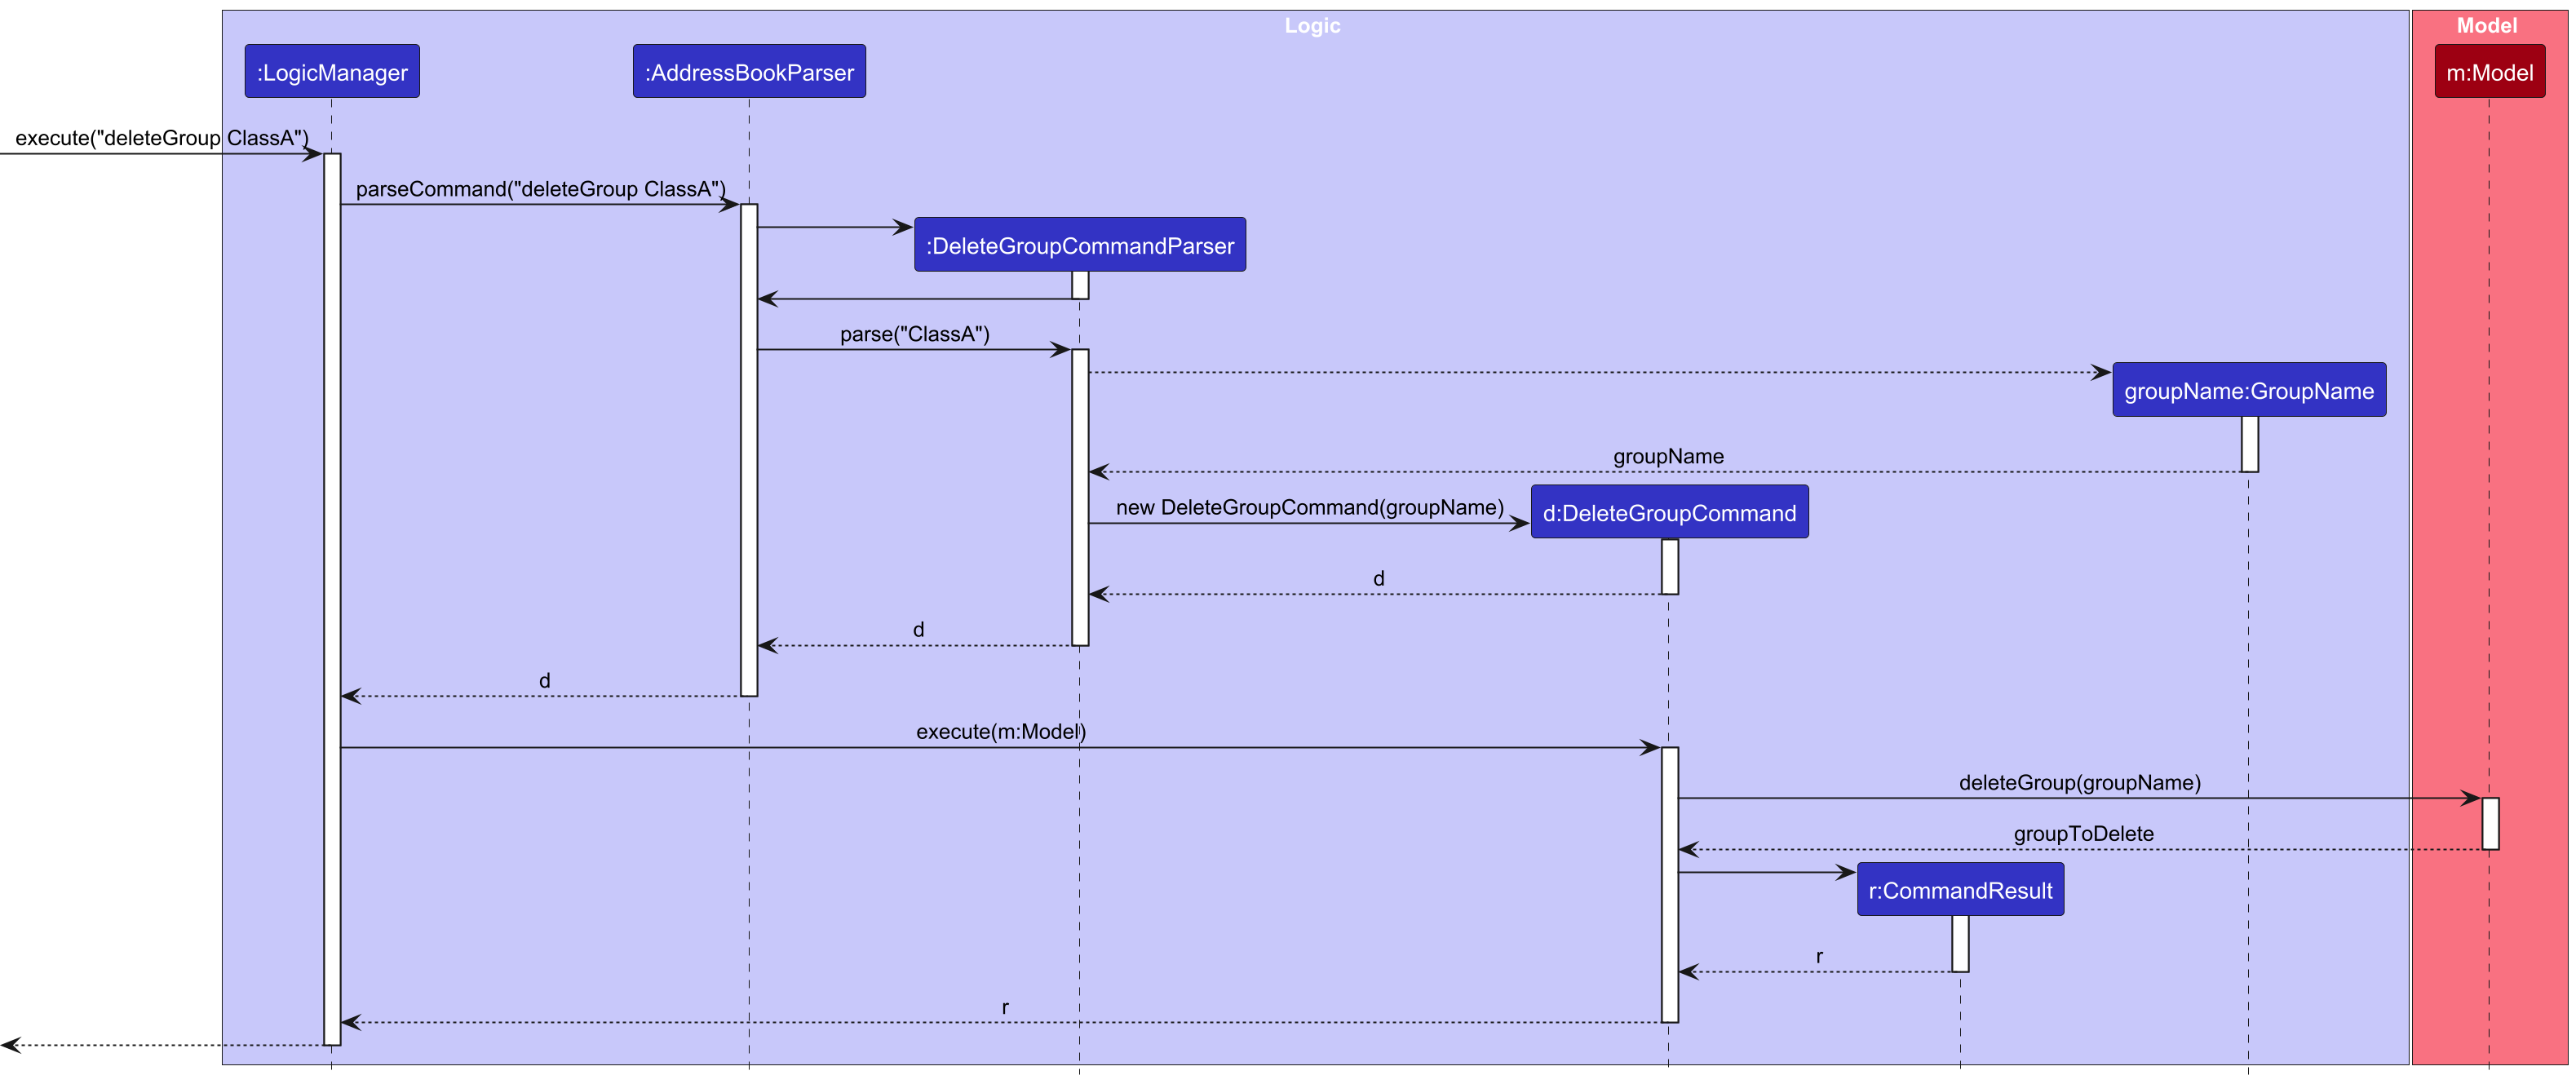 Logic
Model
:LogicManager
:AddressBookParser
m:Model
execute("deleteGroup ClassA")
parseCommand("deleteGroup ClassA")
:DeleteGroupCommandParser
parse("ClassA")
groupName:GroupName
groupName
new DeleteGroupCommand(groupName)
d:DeleteGroupCommand
d
d
d
execute(m:Model)
deleteGroup(groupName)
groupToDelete
r:CommandResult
r
r